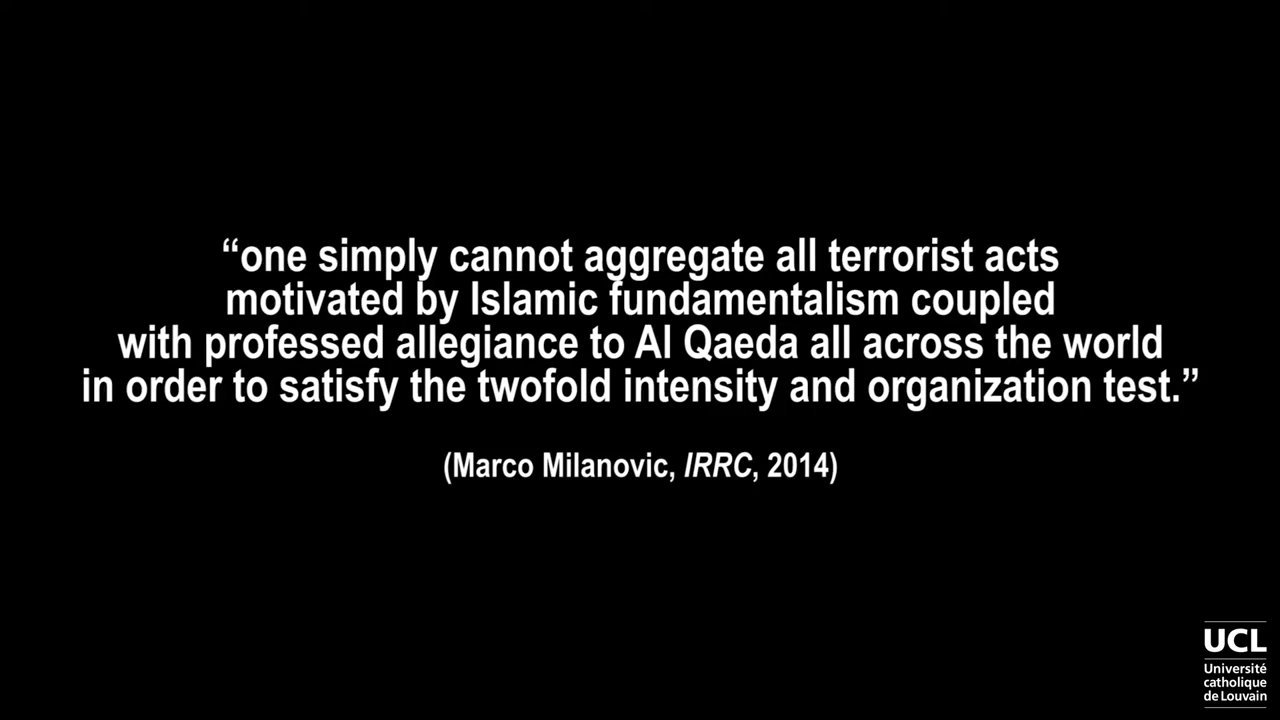 “one simply cannot aggregate all terrorist acts
motivated by Islamic fundamentalism coupled
with professed allegiance to Al Qaeda all across the world
in order to satisfy the twofold intensity and organization test.”
(Marco Milanovic, IRRC, 2014)
UCL
Université
catholique
de Louvain